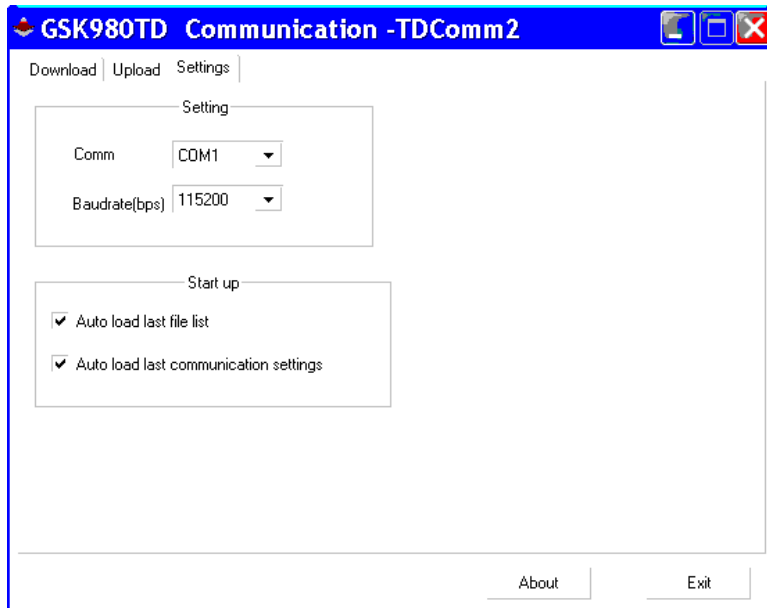 GSK980TD Communication -TDComm2
Download Upload Settings
Setting
Comm COM1
Baudrate(bps) 115200
Start up
Auto load last file list
Auto load last communication settings
About Exit